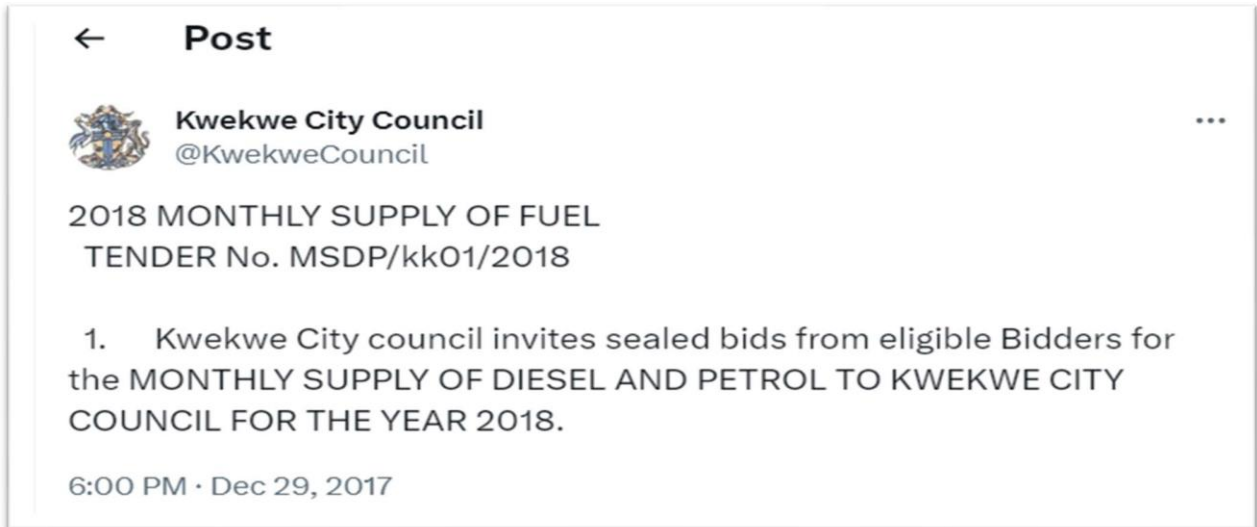 Post
Kwekwe City Council
@KwekweCouncil
2018 MONTHLY SUPPLY OF FUEL
TENDER No. MSDP/kk01/2018
1. Kwekwe City council invites sealed bids from eligible Bidders for
the MONTHLY SUPPLY OF DIESEL AND PETROL TO KWEKWE CITY
COUNCIL FOR THE YEAR 2018.
6:00 PM · Dec 29, 2017